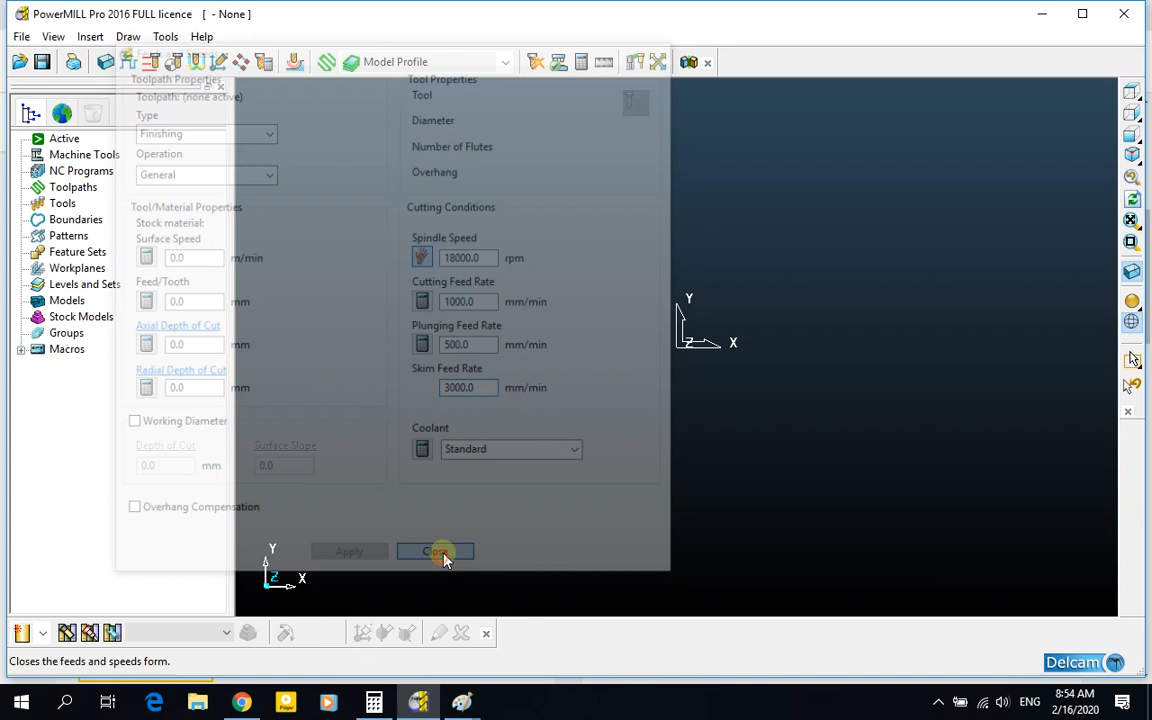 PowerMILL Pro 2016 FULL licence [ - None ]
File View Insert Draw Tools Help
Model Profile
Toolpath Properties
Toolpath: (none active)
Type
Finishing
Operation
General
Tool Properties
Tool
Diameter
Number of Flutes
Overhang
Active
Machine Tools
NC Programs
Toolpaths
Tools
Boundaries
Patterns
Feature Sets
Workplanes
Levels and Sets
Models
Stock Models
Groups
Macros
Tool/Material Properties
Stock material:
Surface Speed
0.0 m/min
Feed/Tooth
0.0 mm
Axial Depth of Cut
0.0 mm
Radial Depth of Cut
0.0 mm
Working Diameter
Depth of Cut
Surface Slope
0.0 mm
0.0
Overhang Compensation
Cutting Conditions
Spindle Speed
18000.0 rpm
Cutting Feed Rate
1000.0 mm/min
Plunging Feed Rate
500.0 mm/min
Skim Feed Rate
3000.0 mm/min
Coolant
Standard
Apply
Close
Y
Z X
Y
Z X
Closes the feeds and speeds form.
Delcam
ENG
8:54 AM
2/16/2020